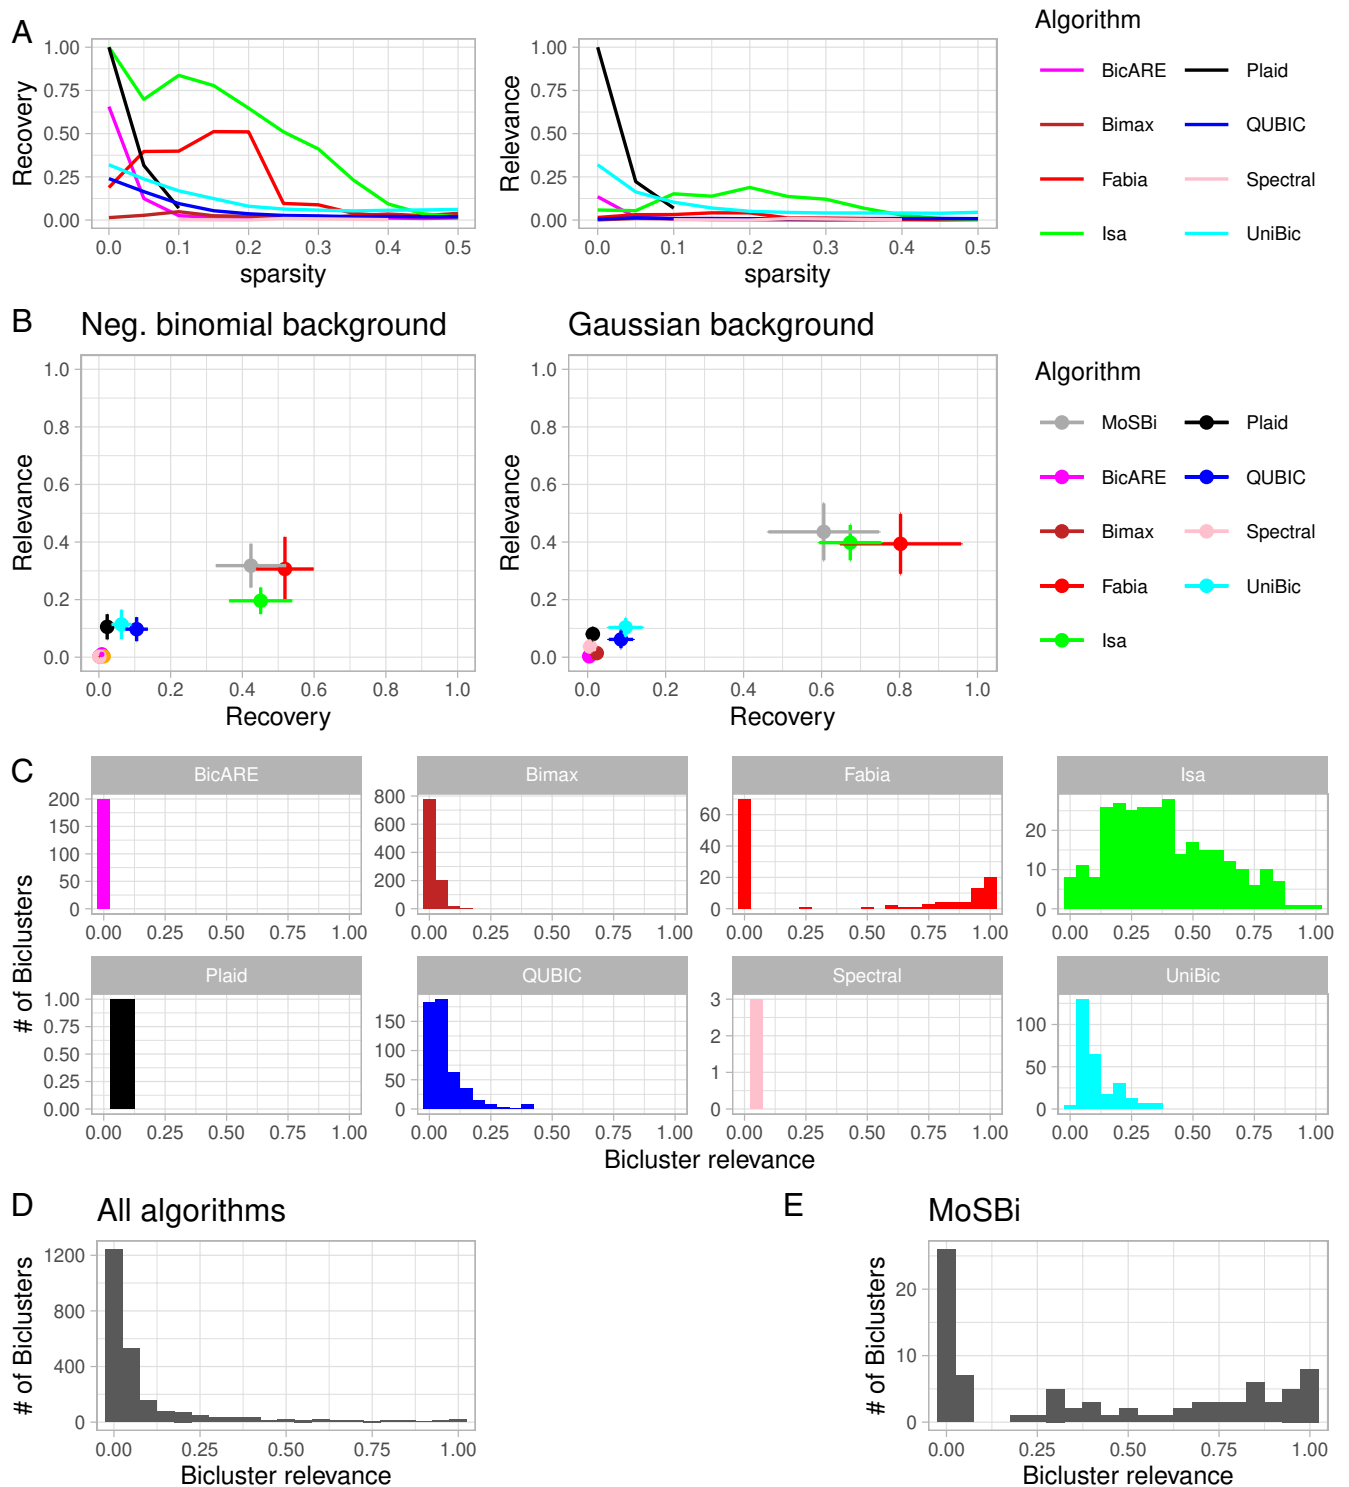 A
Recovery
1.00
0.75
0.50
0.25
0.00
0.0 0.1 0.2 0.3 0.4 0.5
sparsity
Relevance
1.00
0.75
0.50
0.25
0.00
0.0 0.1 0.2 0.3 0.4 0.5
sparsity
Algorithm
BicARE Plaid
Bimax QUBIC
Fabia Spectral
Isa UniBic
B
Neg. binomial background
Relevance
1.0
0.8
0.6
0.4
0.2
0.0
0.0 0.2 0.4 0.6 0.8 1.0
Recovery
Gaussian background
Relevance
1.0
0.8
0.6
0.4
0.2
0.0
0.0 0.2 0.4 0.6 0.8 1.0
Recovery
Algorithm
MoSBi Plaid
BicARE QUBIC
Bimax Spectral
Fabia UniBic
Isa
C
# of Biclusters
BicARE
200
150
100
50
0
0.00 0.25 0.50 0.75 1.00
Bimax
800
600
400
200
0
0.00 0.25 0.50 0.75 1.00
Fabia
60
40
20
0
0.00 0.25 0.50 0.75 1.00
Isa
20
10
0
0.00 0.25 0.50 0.75 1.00
Plaid
1.00
0.75
0.50
0.25
0.00
0.00 0.25 0.50 0.75 1.00
QUBIC
150
100
50
0
0.00 0.25 0.50 0.75 1.00
Spectral
3
2
1
0
0.00 0.25 0.50 0.75 1.00
UniBic
100
50
0
0.00 0.25 0.50 0.75 1.00
Bicluster relevance
D
All algorithms
# of Biclusters
1200
800
400
0
0.00 0.25 0.50 0.75 1.00
Bicluster relevance
E
MoSBi
# of Biclusters
20
10
0
0.00 0.25 0.50 0.75 1.00
Bicluster relevance